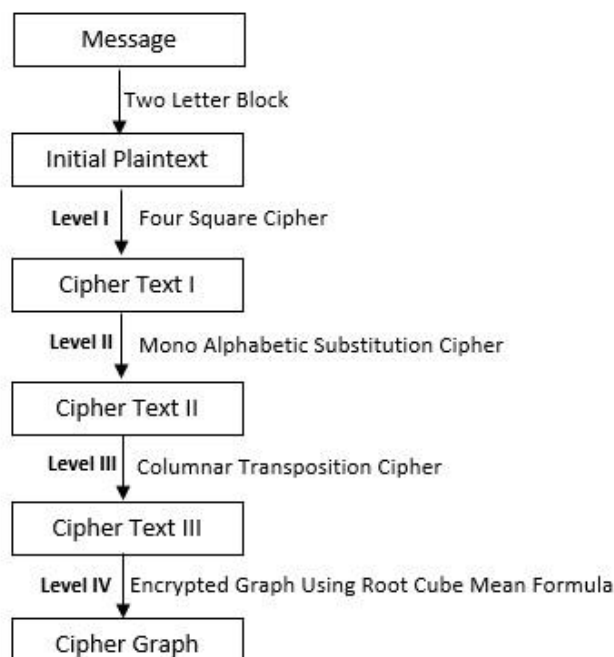 Message
Two Letter Block
Initial Plaintext
Level I Four Square Cipher
Cipher Text I
Level II Mono Alphabetic Substitution Cipher
Cipher Text II
Level III Columnar Transposition Cipher
Cipher Text III
Level IV Encrypted Graph Using Root Cube Mean Formula
Cipher Graph